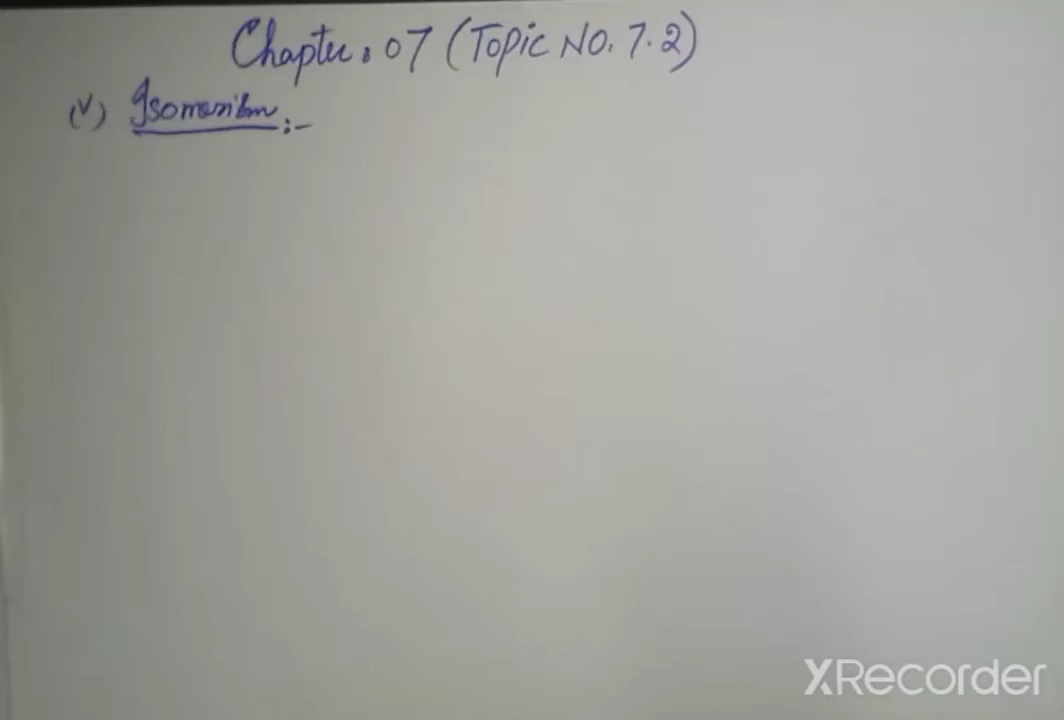 Chapter: 07 (Topic NO. 7.2)
(V) Isomerism :-
XRecorder